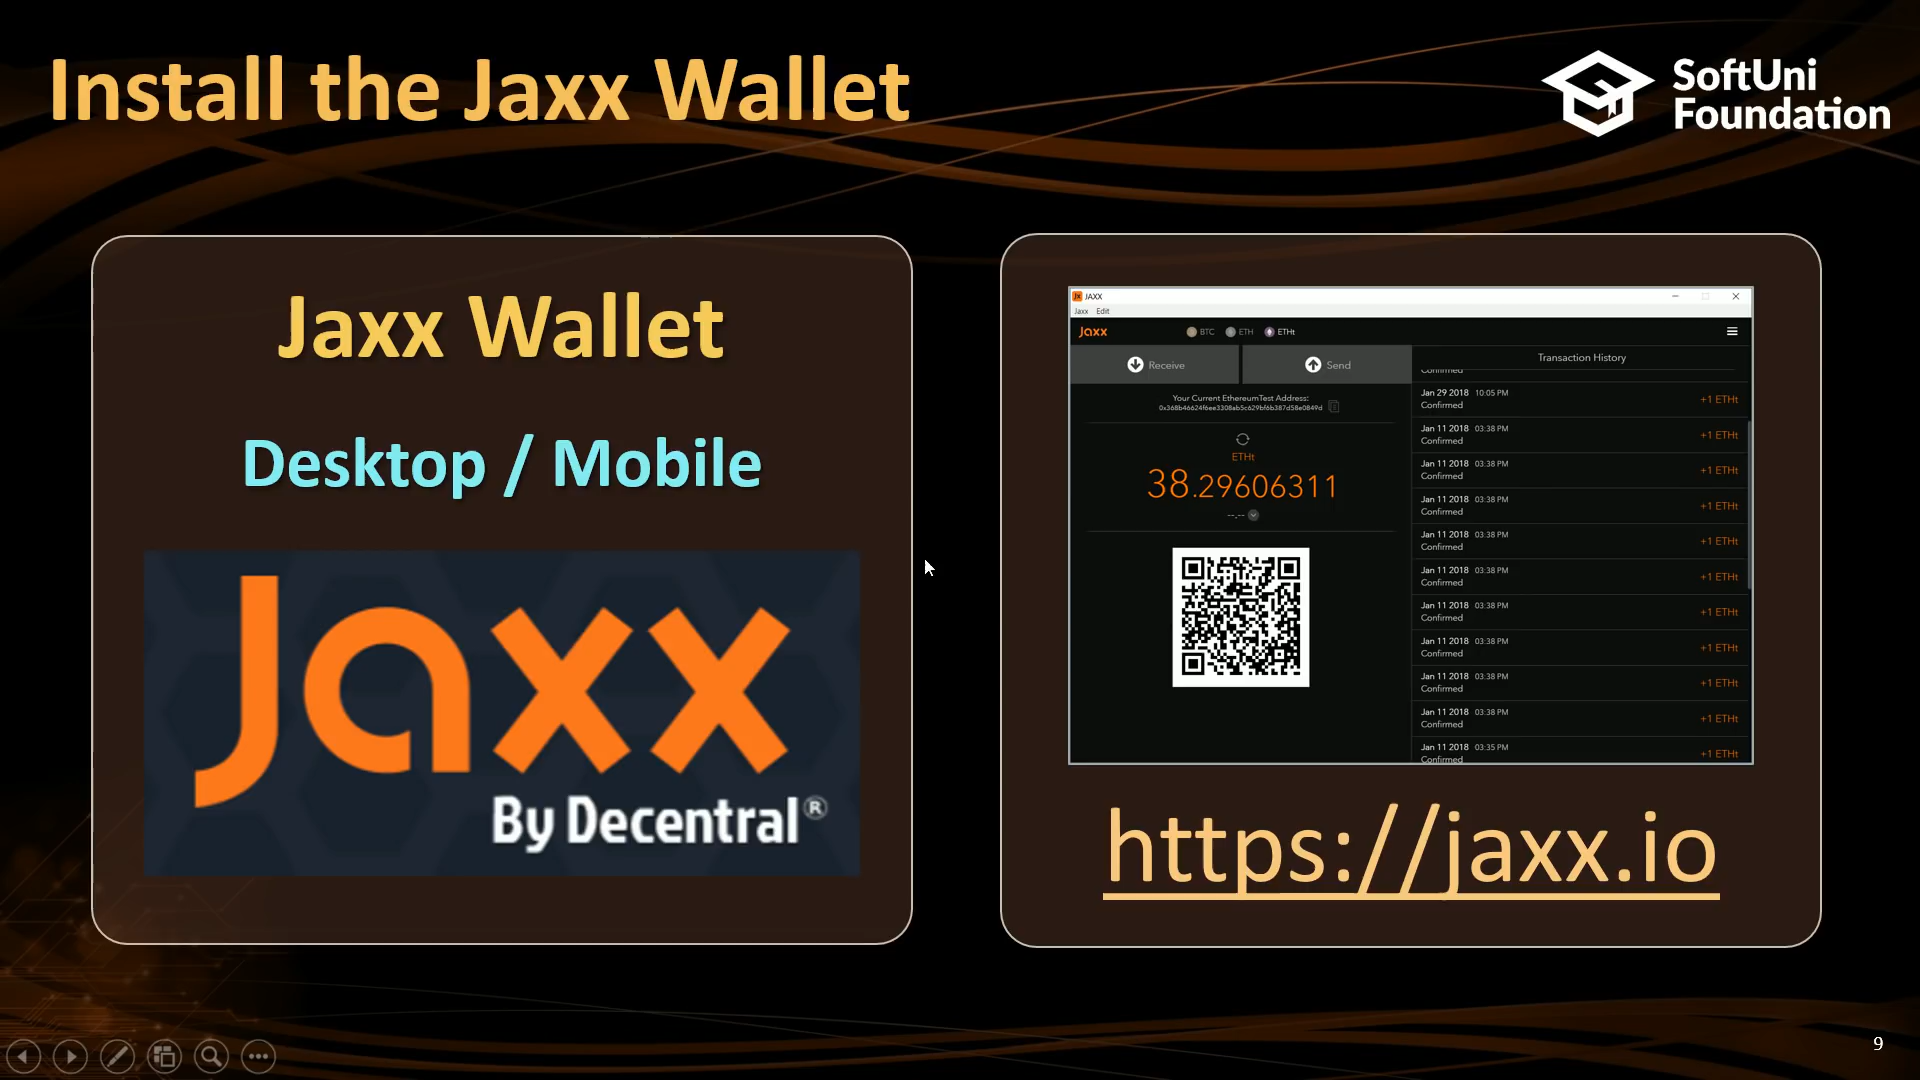 Install the Jaxx Wallet
SoftUni
Foundation
Jaxx Wallet
Desktop / Mobile
Jaxx
By Decentral®
JAXX
Jaxx Edit
Jaxx
BTC ETH ETHt
Receive
Send
Transaction History
Your Current EthereumTest Address:
0x368b46624f6ee3308ab5c629bf6b387d58e0849d
ETHt
38.29606311
--.--
Confirmed
Jan 29 2018 10:05 PM
Confirmed
+1 ETHt
Jan 11 2018 03:38 PM
Confirmed
+1 ETHt
Jan 11 2018 03:38 PM
Confirmed
+1 ETHt
Jan 11 2018 03:38 PM
Confirmed
+1 ETHt
Jan 11 2018 03:38 PM
Confirmed
+1 ETHt
Jan 11 2018 03:38 PM
Confirmed
+1 ETHt
Jan 11 2018 03:38 PM
Confirmed
+1 ETHt
Jan 11 2018 03:38 PM
Confirmed
+1 ETHt
Jan 11 2018 03:38 PM
Confirmed
+1 ETHt
Jan 11 2018 03:38 PM
Confirmed
+1 ETHt
Jan 11 2018 03:35 PM
Confirmed
+1 ETHt
https://jaxx.io
9